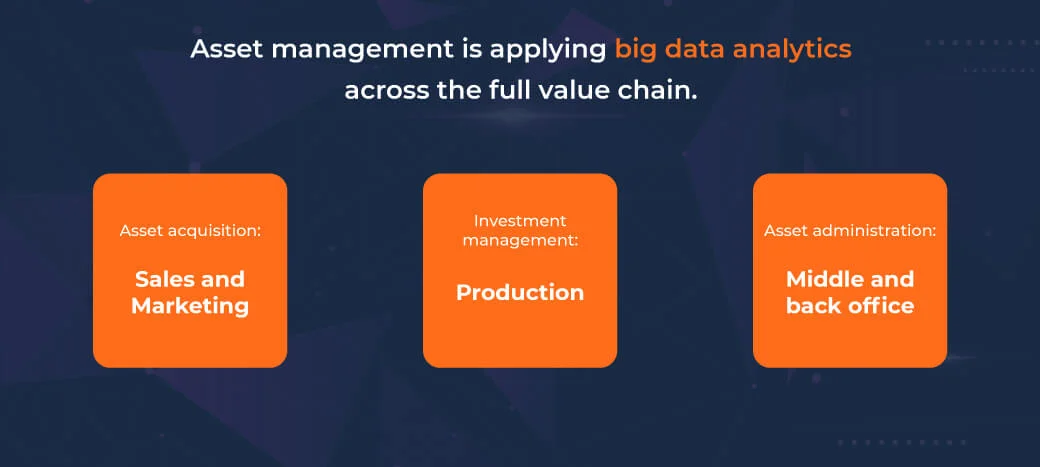 Asset management is applying big data analytics
across the full value chain.
Asset acquisition:
Sales and
Marketing
Investment
management:
Production
Asset administration:
Middle and
back office